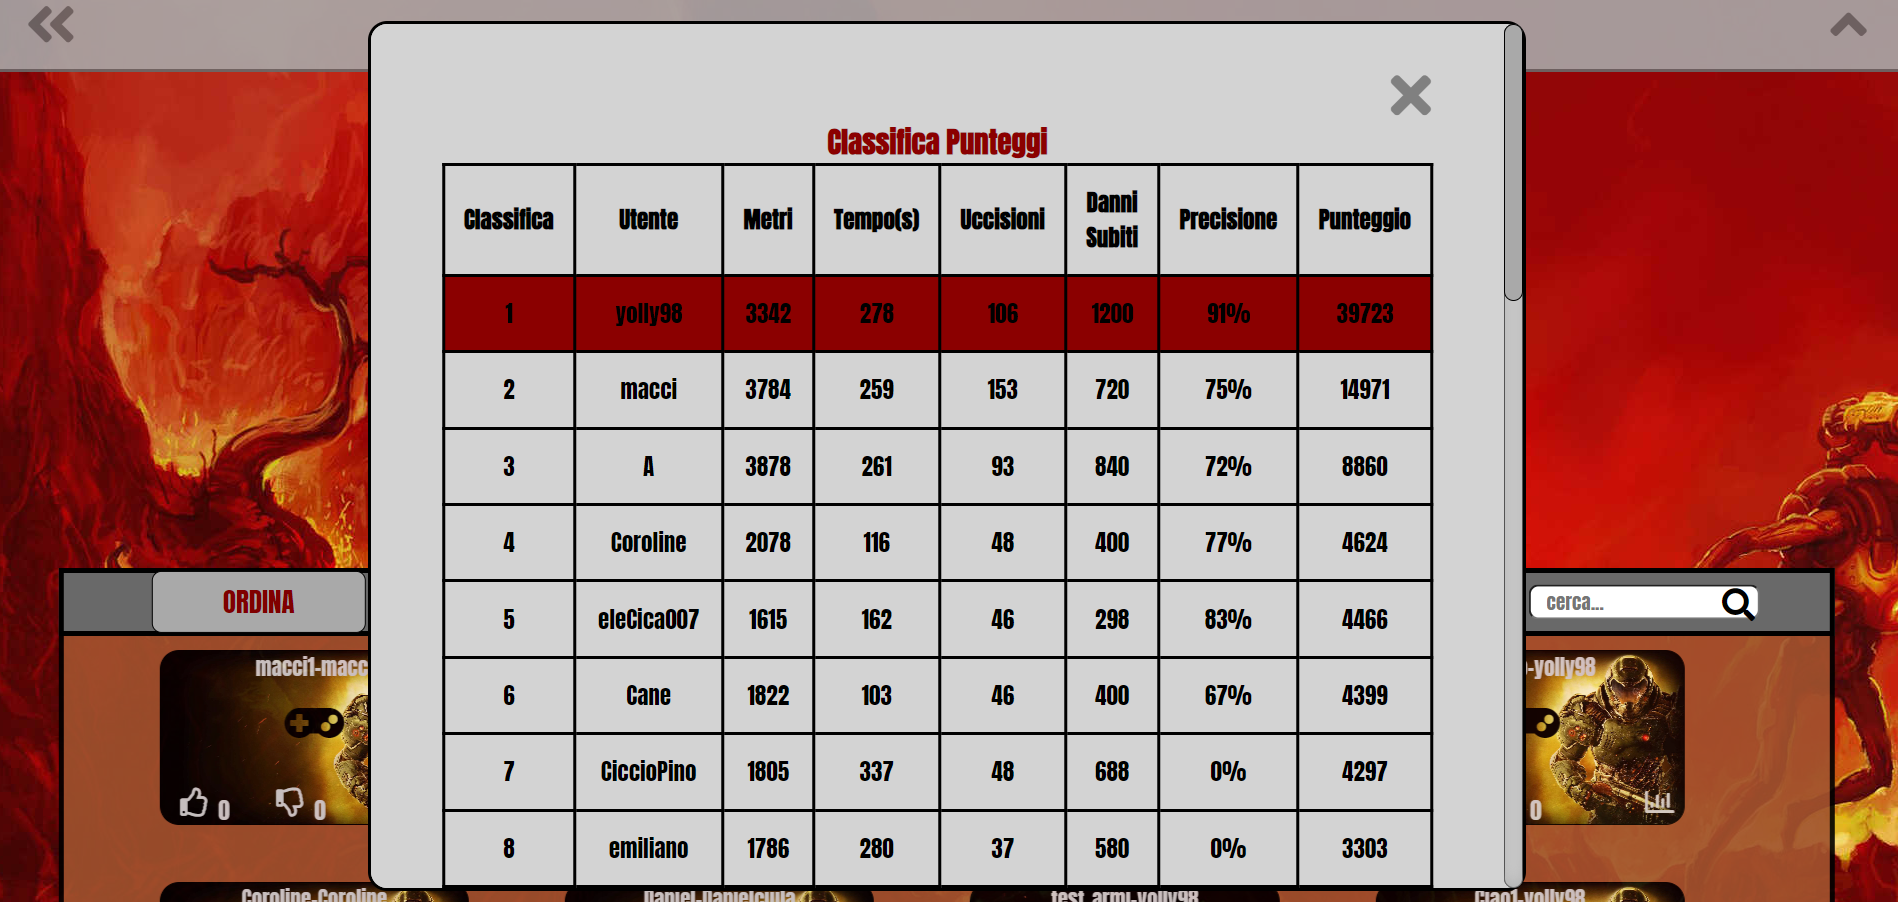 Classifica Punteggi
Classifica Utente Metri Tempo(s) Uccisioni Danni Subiti Precisione Punteggio
1 yolly98 3342 278 106 1200 91% 39723
2 macci 3784 259 153 720 75% 14971
3 A 3878 261 93 840 72% 8860
4 Coroline 2078 116 48 400 77% 4624
5 eleCica007 1615 162 46 298 83% 4466
6 Cane 1822 103 46 400 67% 4399
7 CiccioPino 1805 337 48 688 0% 4297
8 emiliano 1786 280 37 580 0% 3303
ORDINA
cerca...
macci1-macc
-yolly98
0 0
0
Coroline-Coroline
test_armi-yolly98
Ciao1-yolly98